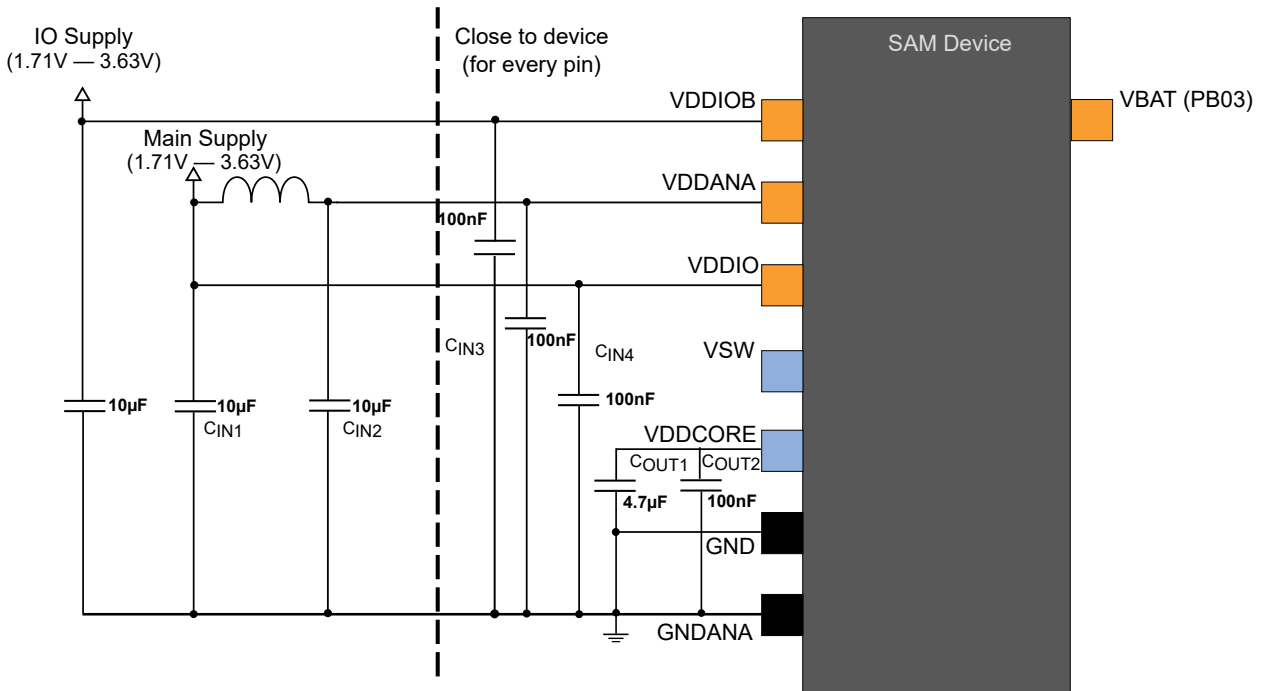 IO Supply
(1.71V — 3.63V)
Close to device
(for every pin)
SAM Device
VDDIOB
VBAT (PB03)
Main Supply
(1.71V — 3.63V)
VDDANA
100nF
VDDIO
100nF
CIN3
CIN4
VSW
100nF
10µF
10µF
CIN1
10µF
CIN2
VDDCORE
COUT1
COUT2
4.7µF
100nF
GND
GNDANA